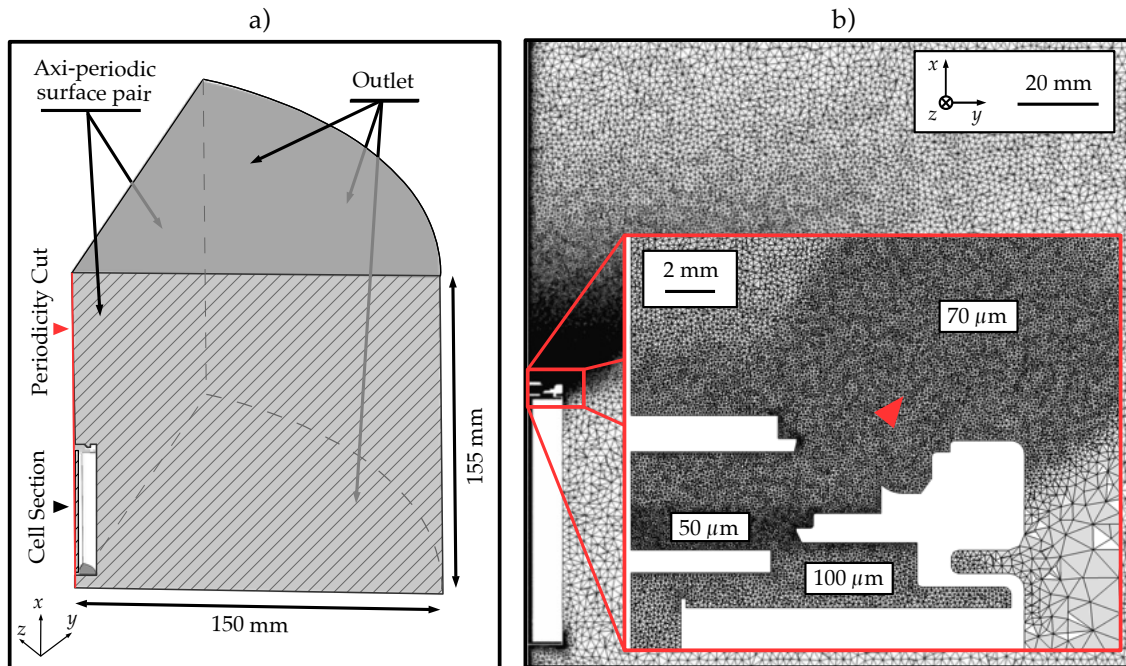 a)
Axi-periodic
surface pair
Outlet
Periodicity Cut
Cell Section
155 mm
150 mm
x
y
z
b)
x
z
y
20 mm
2 mm
70 µm
50 µm
100 µm